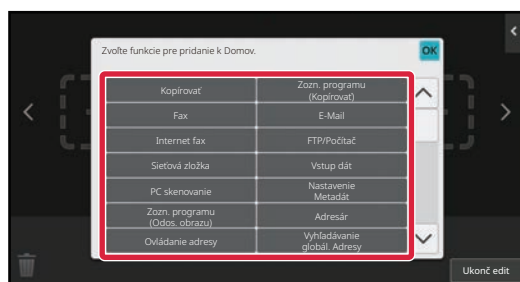 Zvoľte funkcie pre pridanie k Domov.
OK
Kopírovať
Zozn. programu
(Kopírovať)
Fax
E-Mail
Internet fax
FTP/Počítač
Sieťová zložka
Vstup dát
PC skenovanie
Nastavenie
Metadát
Zozn. programu
(Odos. obrazu)
Adresár
Ovládanie adresy
Vyhľadávanie
globál. Adresy
Ukonč edit